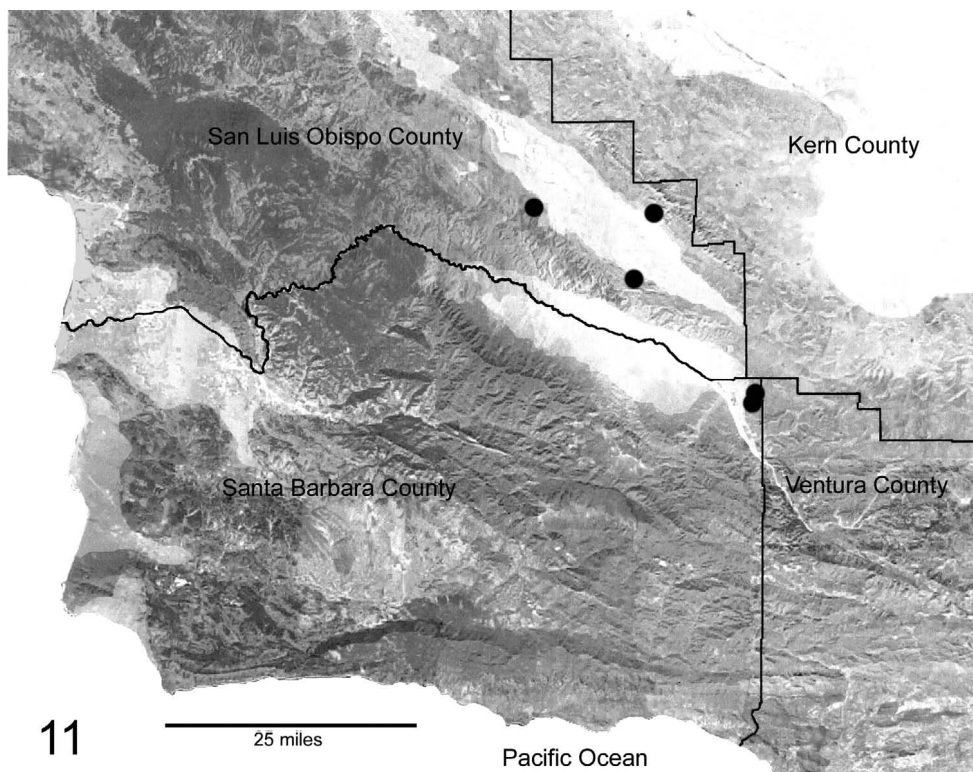 San Luis Obispo County
Kern County
Santa Barbara County
Ventura County
11
25 miles
Pacific Ocean